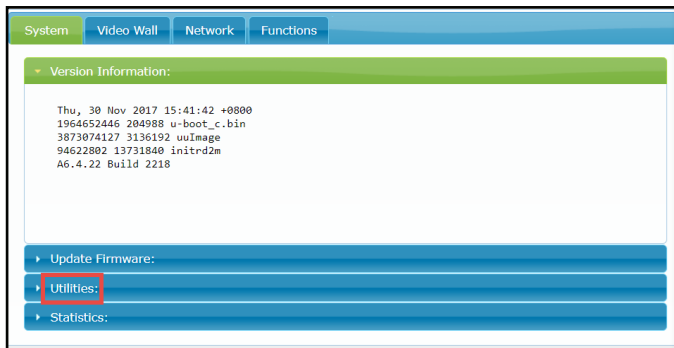 System Video Wall Network Functions
Version Information:
Thu, 30 Nov 2017 15:41:42 +0800
1964652446 204988 u-boot_c.bin
3873074127 3136192 uuImage
94622802 13731840 initrd2m
A6.4.22 Build 2218
Update Firmware:
Utilities:
Statistics: